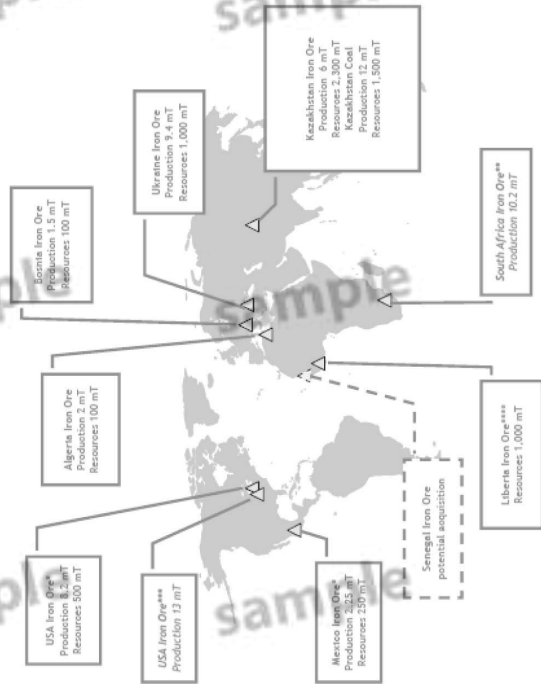 USA Iron Ore*
Production 8.2 mT
Resources 500 mT
Algeria Iron Ore
Production 2 mT
Resources 100 mT
Bosnia Iron Ore
Production 1.5 mT
Resources 100 mT
Ukraine Iron Ore
Production 9.4 mT
Resources 1,000 mT
Kazakhstan Iron Ore
Production 6 mT
Resources 2,300 mT
Kazakhstan Coal
Production 12 mT
Resources 1,500 mT
USA Iron Ore***
Production 13 mT
Mexico Iron Ore*
Production 2.25 mT
Resources 250 mT
Senegal Iron Ore
potential acquisition
Liberia Iron Ore****
Resources 1,000 mT
South Africa Iron Ore**
Production 10.2 mT
sample
sample
sample
sample